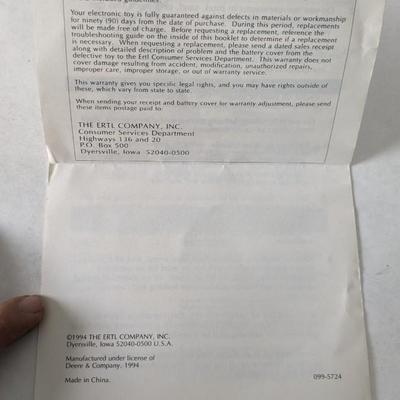 included guidelines.
Your electronic toy is fully guaranteed against defects in materials or workmanship
for ninety (90) days from the date of purchase. During this period, replacements
will be made free of charge. Before requesting a replacement, reference the
troubleshooting guide on the inside of this booklet to determine if a replacement
is necessary. When requesting a replacement, please send a dated sales receipt
along with detailed description of problem and the battery cover from the
defective toy to the Ertl Consumer Services Department. This warranty does not
cover damage resulting from accident, modification, unauthorized repairs,
improper care, improper storage, or out of warranty service.
This warranty gives you specific legal rights, and you may have rights outside of
these, which vary from state to state.
When sending your receipt and battery cover for warranty adjustment, please send
these items postage paid to:
THE ERTL COMPANY, INC.
Consumer Services Department
Highways 136 and 20
P.O. Box 500
Dyersville, Iowa 52040-0500
©1994 THE ERTL COMPANY, INC.
Dyersville, Iowa 52040-0500 U.S.A.
Manufactured under license of
Deere & Company. 1994
Made in China.
099-5724